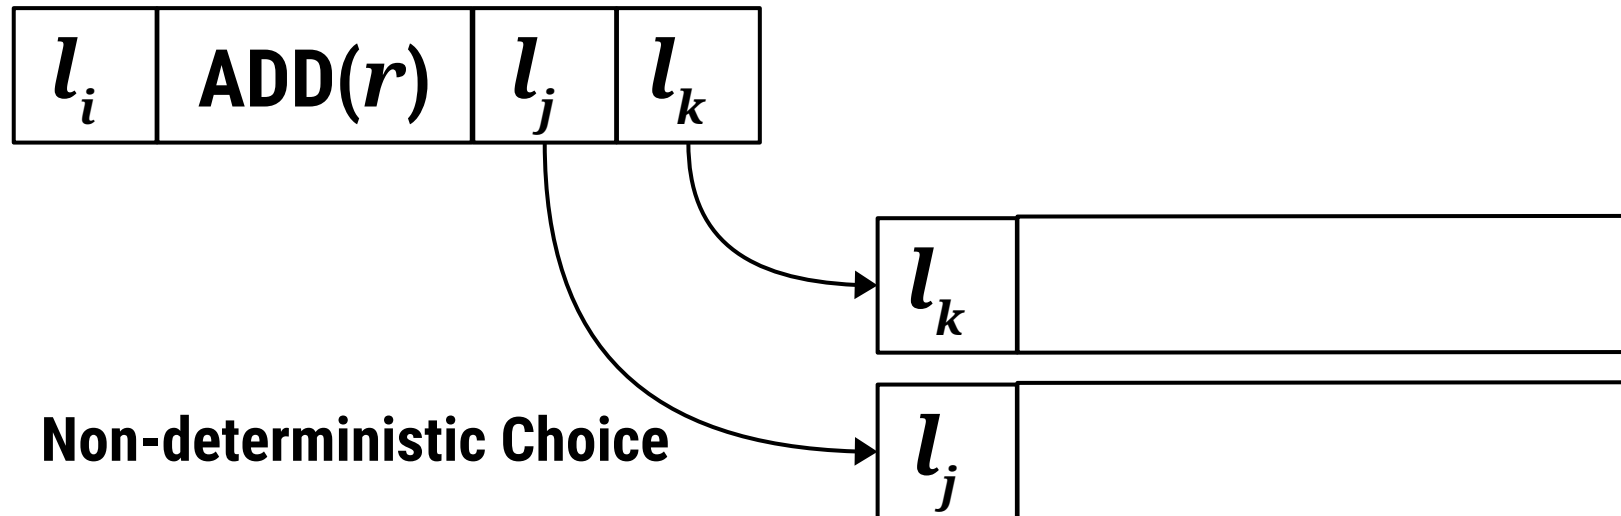 l_i ADD(r) l_j l_k
l_k
Non-deterministic Choice
l_j